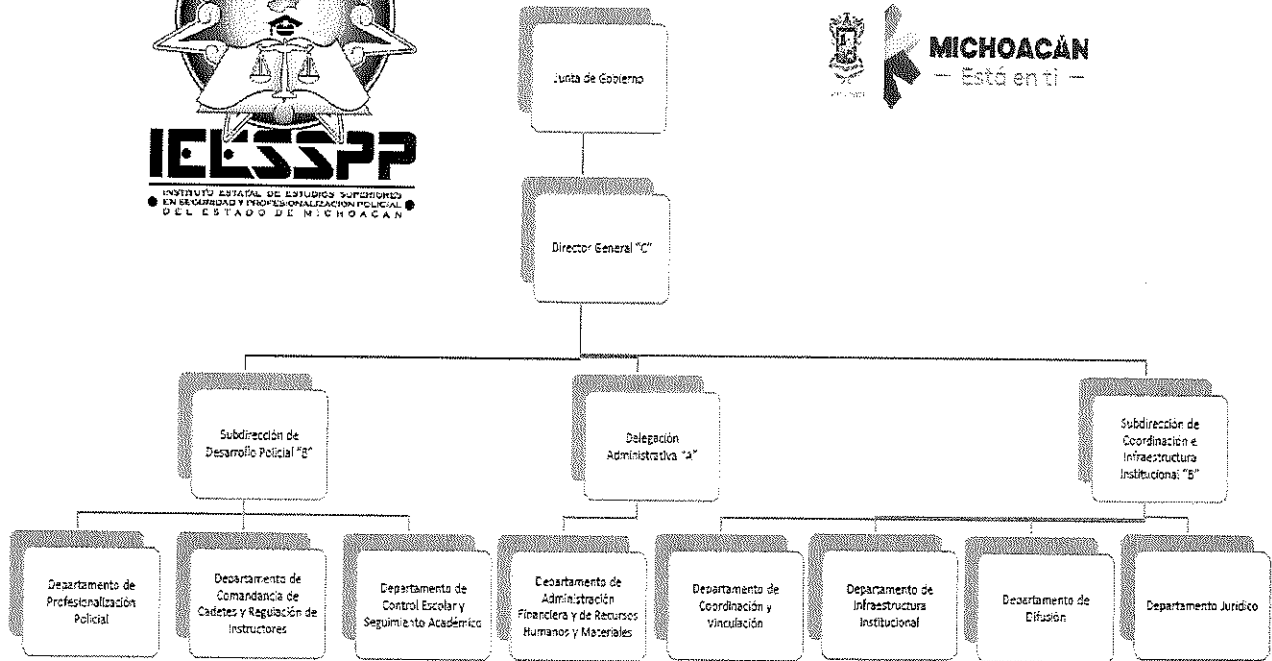 IEESSPP
INSTITUTO ESTATAL DE ESTUDIOS SUPERIORES
EN SEGURIDAD Y PROFESIONALIZACIÓN POLICIAL
DEL ESTADO DE MICHOACÁN
MICHOACÁN
— Está en ti —
Junta de Gobierno
Director General "C"
Subdirección de
Desarrollo Policial "B"
Delegación
Administrativa "A"
Subdirección de
Coordinación e
Infraestructura
Institucional "B"
Departamento de
Profesionalización
Policial
Departamento de
Comandancia de
Cadetes y Regulación de
Instructores
Departamento de
Control Escolar y
Seguimiento Académico
Departamento de
Administración
Financiera y de Recursos
Humanos y Materiales
Departamento de
Coordinación y
Vinculación
Departamento de
Infraestructura
Institucional
Departamento de
Difusión
Departamento Jurídico